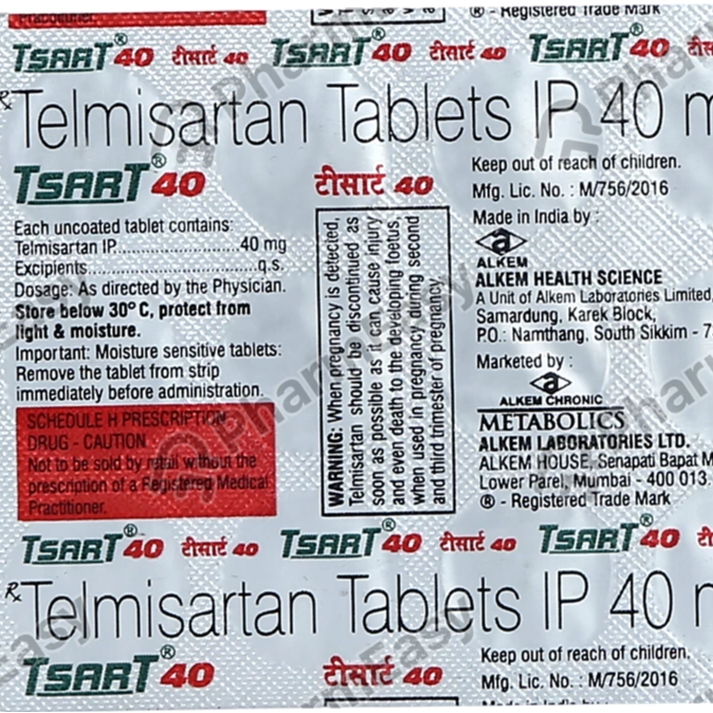 Practitioner.
® - Registered Trade Mark
TSART® 40 टीसार्ट 40 TSART® 40 टीसार्ट 40 TSART® 40
Rx Telmisartan Tablets IP 40 m
TSART® 40 टीसार्ट 40
Each uncoated tablet contains:
Telmisartan IP..........................40 mg
Excipients....................................q.s.
Dosage: As directed by the Physician.
Store below 30° C, protect from
light & moisture.
Important: Moisture sensitive tablets:
Remove the tablet from strip
immediately before administration.
SCHEDULE H PRESCRIPTION
DRUG - CAUTION
Not to be sold by retail without the
prescription of a Registered Medical
Practitioner.
WARNING: When pregnancy is detected,
Telmisartan should be discontinued as
soon as possible as it can cause injury
and even death to the developing foetus,
when used in pregnancy during second
and third trimester of pregnancy
Keep out of reach of children.
Mfg. Lic. No. : M/756/2016
Made in India by :
a
ALKEM
ALKEM HEALTH SCIENCE
A Unit of Alkem Laboratories Limited,
Samardung, Karek Block,
P.O.: Namthang, South Sikkim - 7
Marketed by :
a
ALKEM CHRONIC
METABOLICS
ALKEM LABORATORIES LTD.
ALKEM HOUSE, Senapati Bapat M
Lower Parel, Mumbai - 400 013.
® - Registered Trade Mark
TSART® 40 टीसार्ट 40 TSART® 40 टीसार्ट 40 TSART® 40
Rx Telmisartan Tablets IP 40
TSART® 40 टीसार्ट 40
Keep out of reach of children.
Mfg. Lic. No. : M/756/2016
Made in India by :
PharmEasy